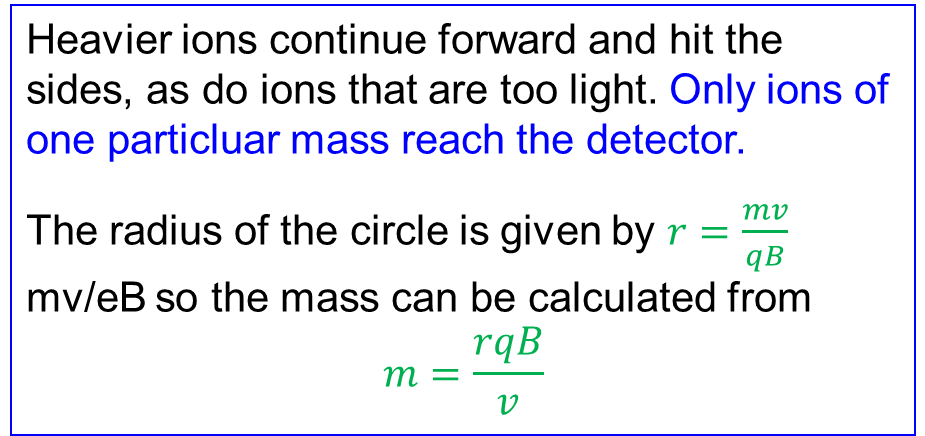 Heavier ions continue forward and hit the
sides, as do ions that are too light. Only ions of
one particluar mass reach the detector.
The radius of the circle is given by r = mv/qB
mv/eB so the mass can be calculated from
m = rqB/v